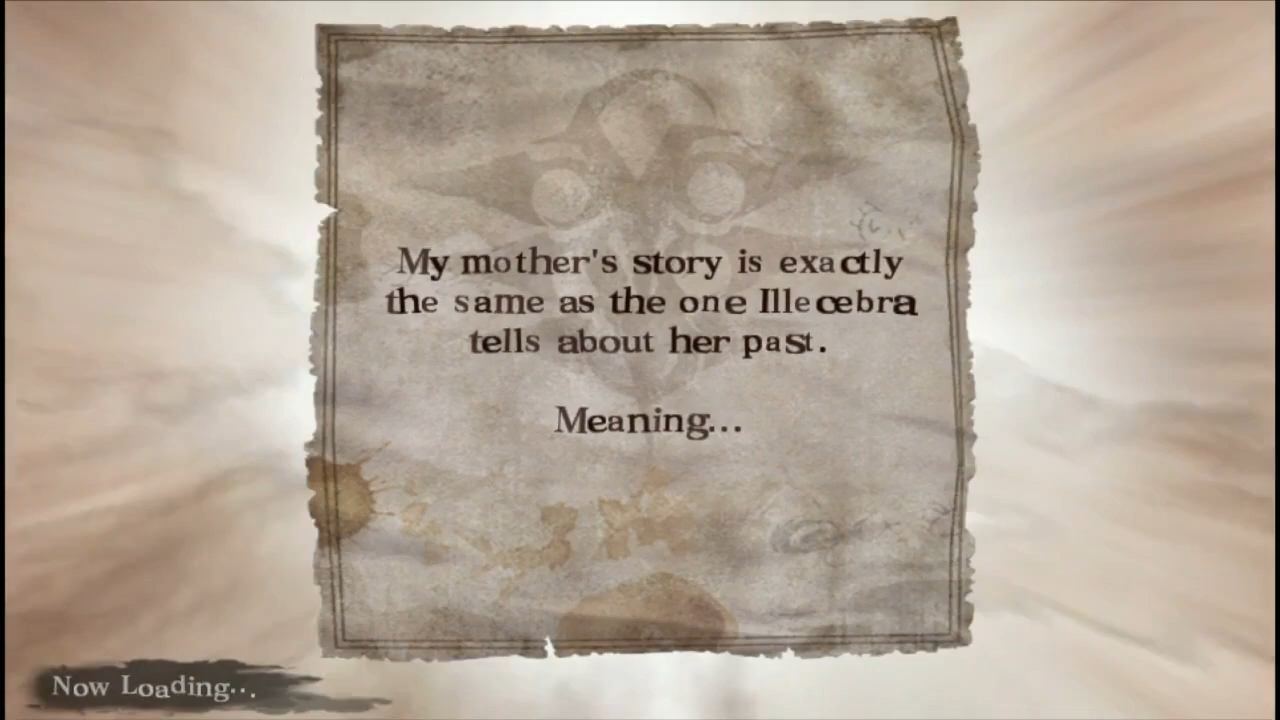 My mother's story is exactly
the same as the one Illecebra
tells about her past.
Meaning...
Now Loading...